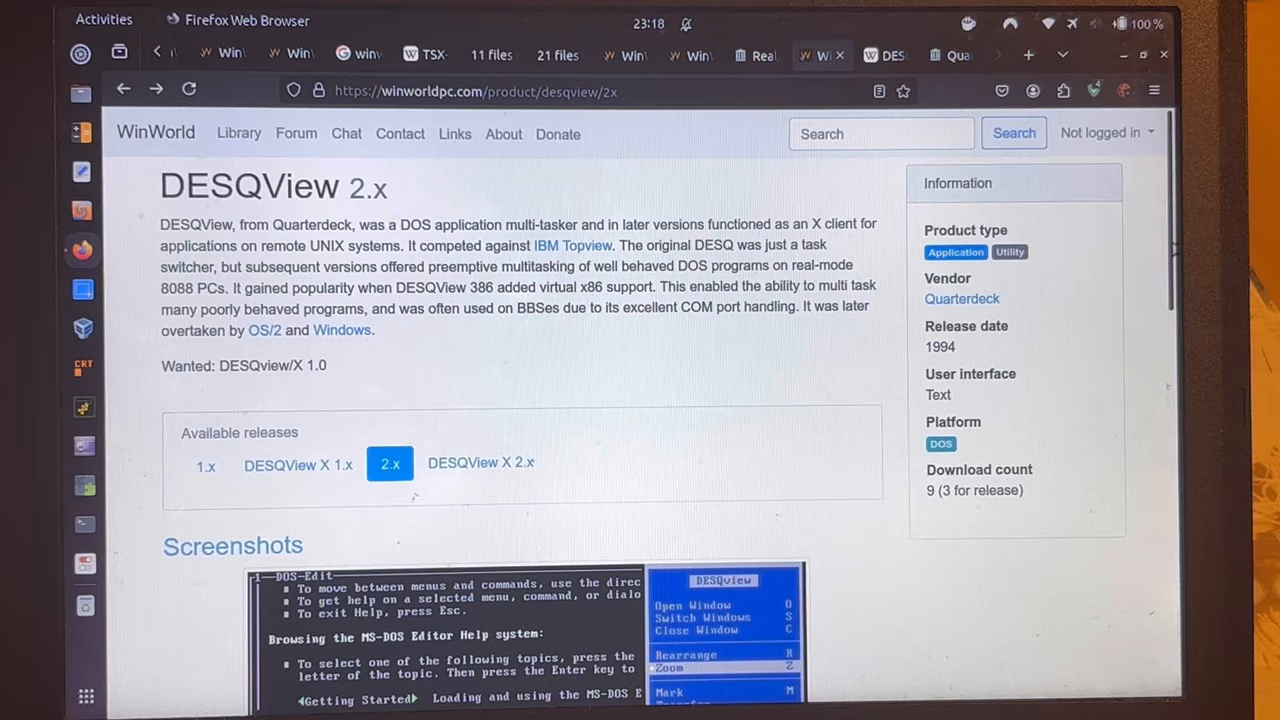 Activities
Firefox Web Browser
23:18
100 %
Win
Win
win
TSX-
11 files
21 files
Win
Win
Real
Wi
DES
Qua
https://winworldpc.com/product/desqview/2x
WinWorld
Library
Forum
Chat
Contact
Links
About
Donate
Search
Search
Not logged in
DESQView 2.x
DESQView, from Quarterdeck, was a DOS application multi-tasker and in later versions functioned as an X client for
applications on remote UNIX systems. It competed against IBM Topview. The original DESQ was just a task
switcher, but subsequent versions offered preemptive multitasking of well behaved DOS programs on real-mode
8088 PCs. It gained popularity when DESQView 386 added virtual x86 support. This enabled the ability to multi task
many poorly behaved programs, and was often used on BBSes due to its excellent COM port handling. It was later
overtaken by OS/2 and Windows.
Wanted: DESQview/X 1.0
Available releases
1.x
DESQView X 1.x
2.x
DESQView X 2.x
Information
Product type
Application
Utility
Vendor
Quarterdeck
Release date
1994
User interface
Text
Platform
DOS
Download count
9 (3 for release)
Screenshots
1
DOS-Edit
To move between menus and commands, use the direc
To get help on a selected menu, command, or dialo
To exit Help, press Esc.
Browsing the MS-DOS Editor Help system:
To select one of the following topics, press the
letter of the topic. Then press the Enter key to
Getting Started
Loading and using the MS-DOS E
DESQview
Open Window O
Switch Windows S
Close Window C
Rearrange R
Zoom Z
Mark M
CRT